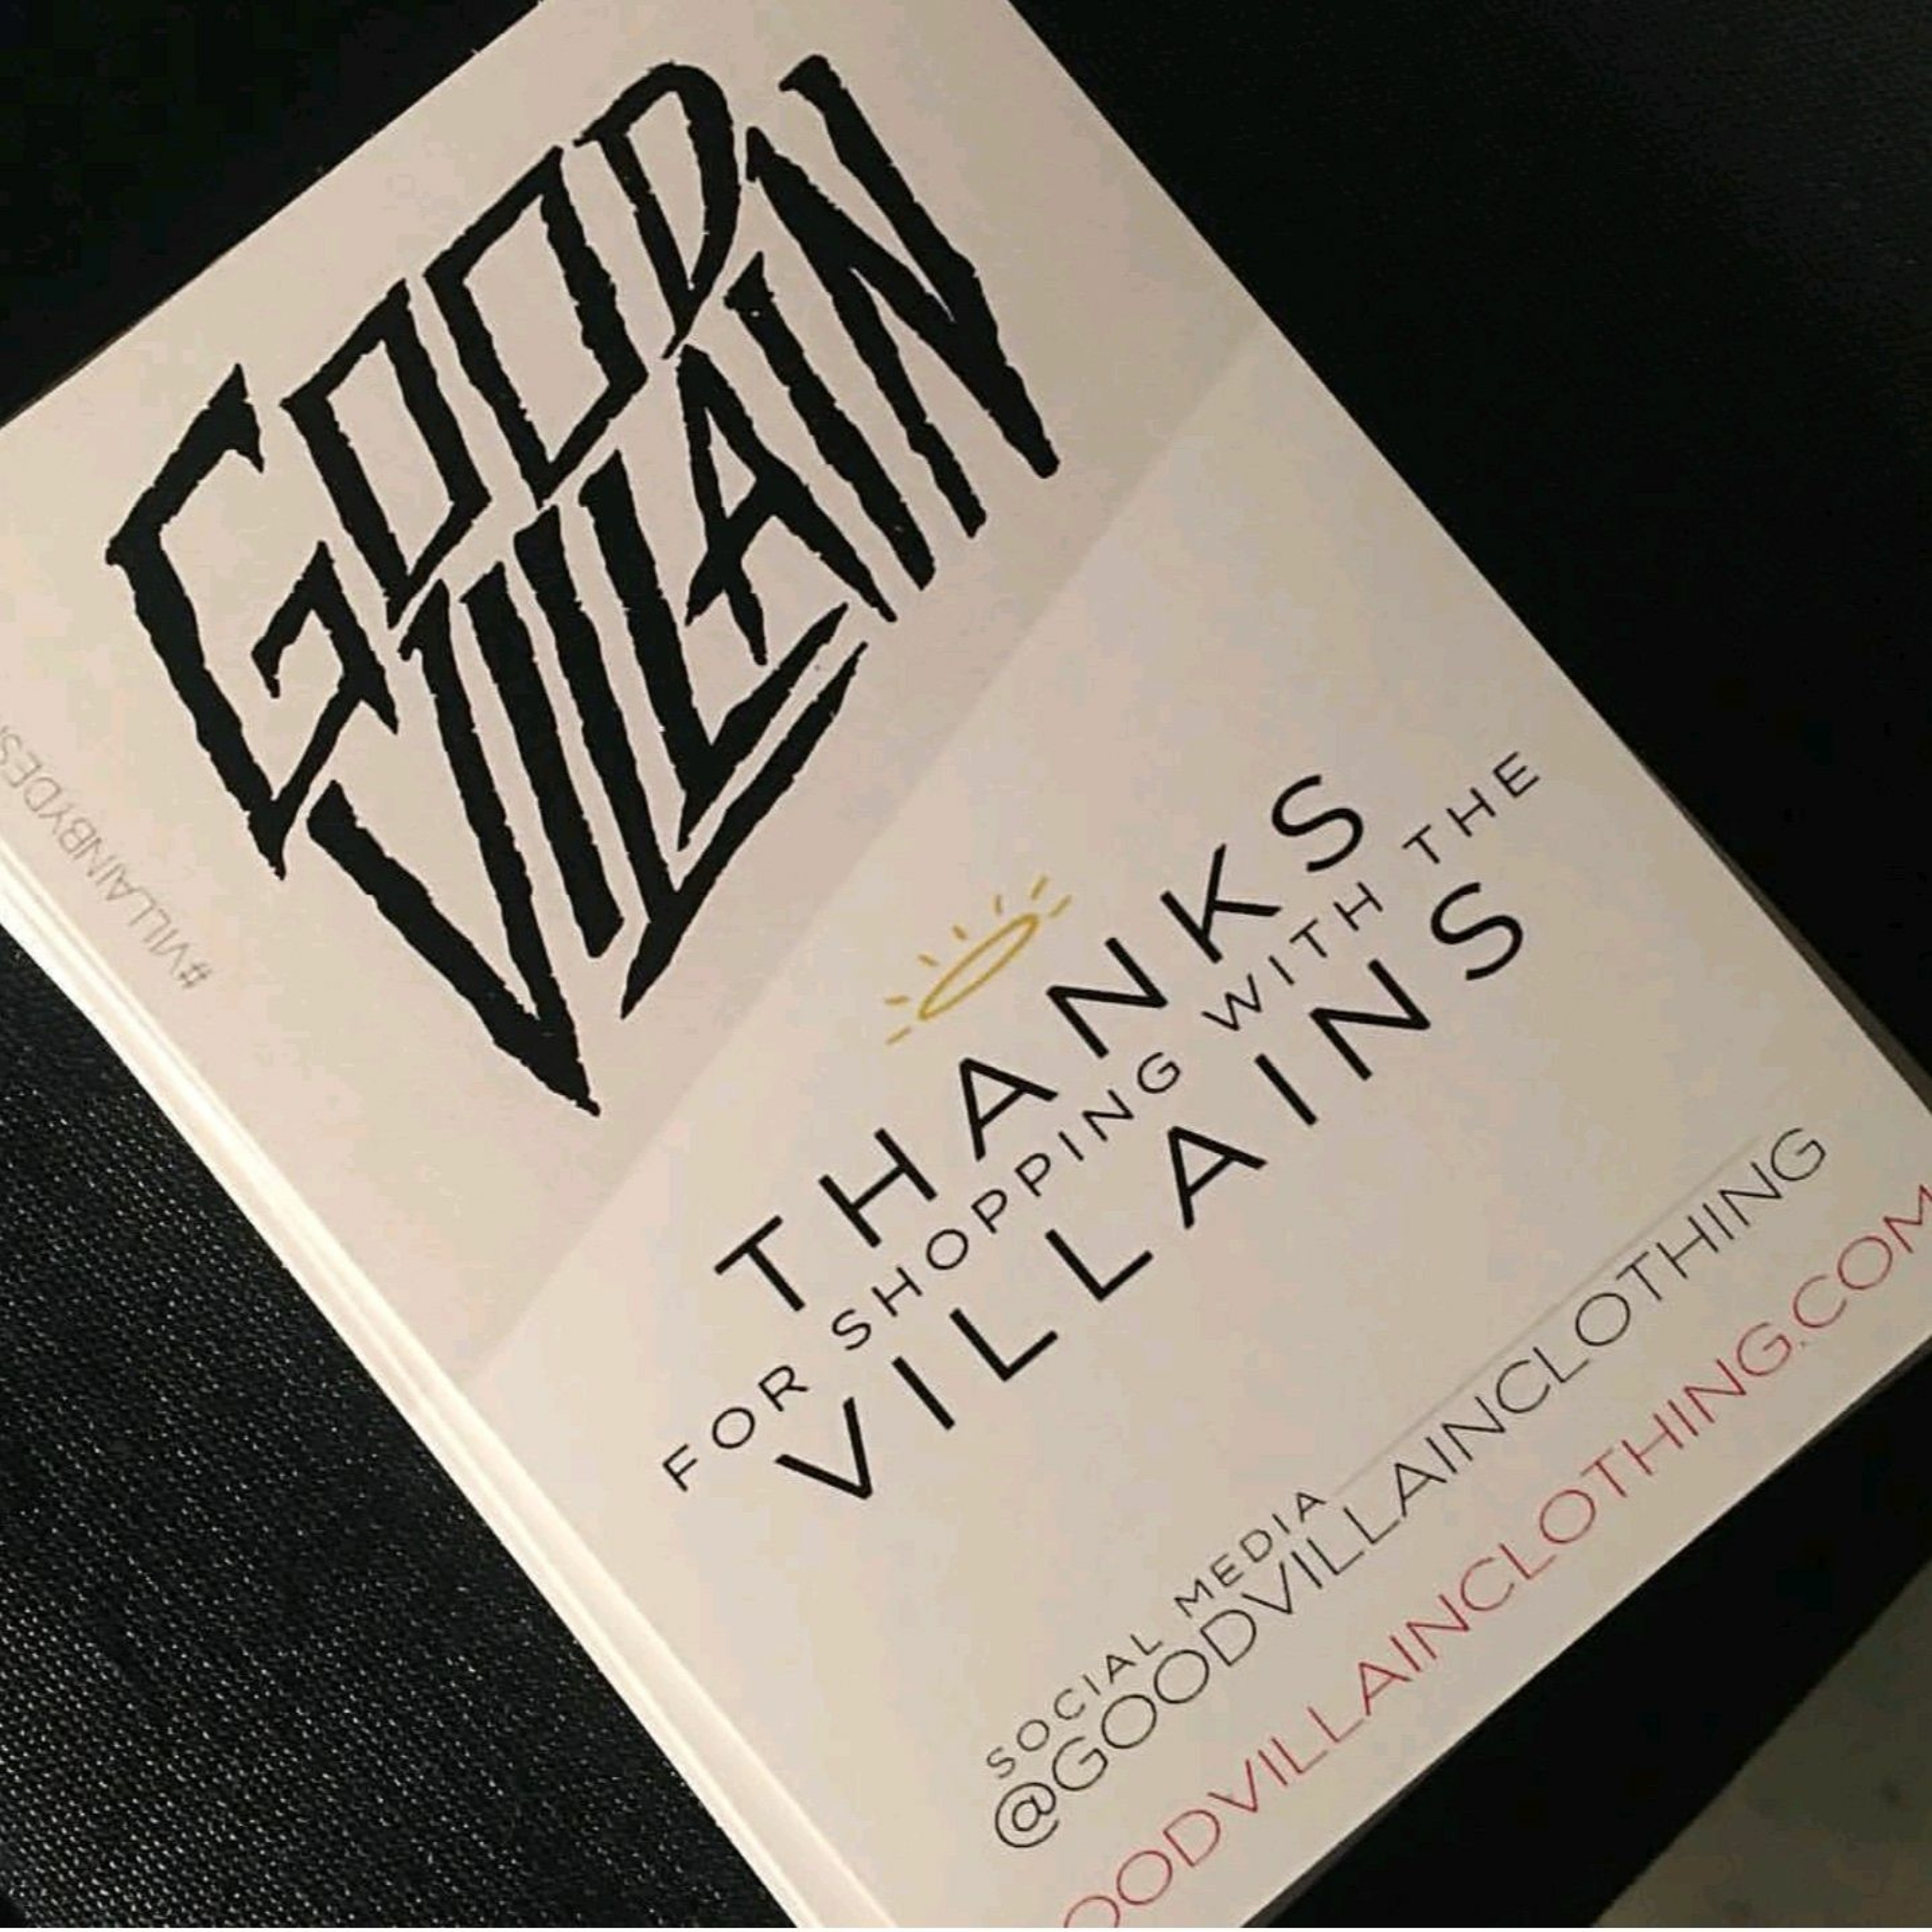 GOOD
VILLAIN
#VILLAINBYDES
THANKS
FOR SHOPPING WITH THE
VILLAINS
SOCIAL MEDIA
@GOODVILLAINCLOTHING
OODVILLAINCLOTHING.COM